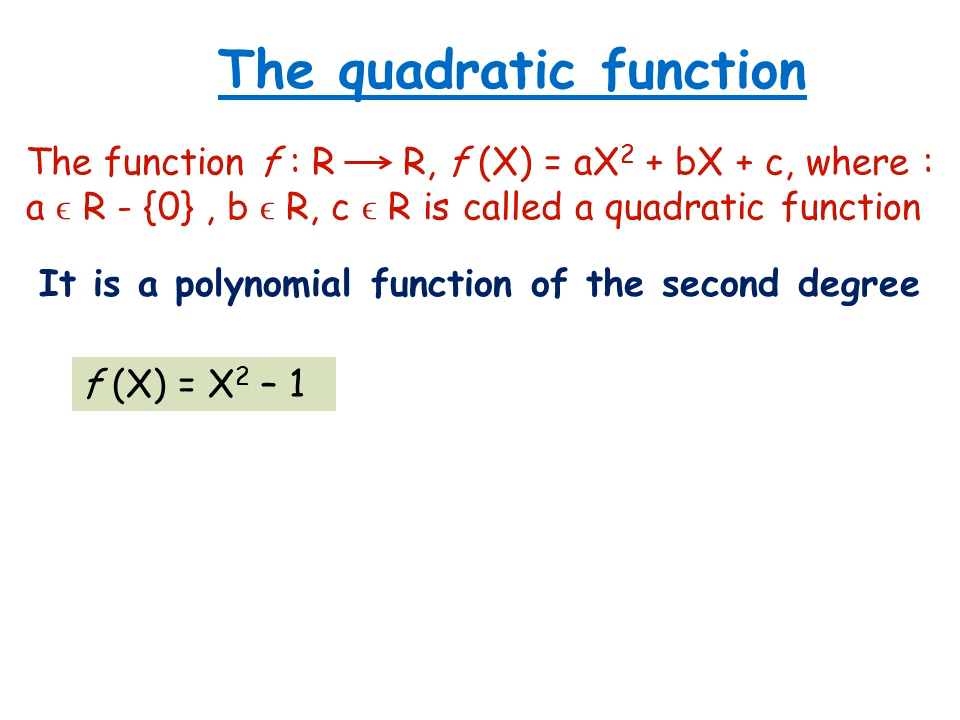 The quadratic function
The function f : R ⟶ R, f (X) = aX² + bX + c, where :
a ϵ R - {0} , b ϵ R, c ϵ R is called a quadratic function
It is a polynomial function of the second degree
f (X) = X² – 1